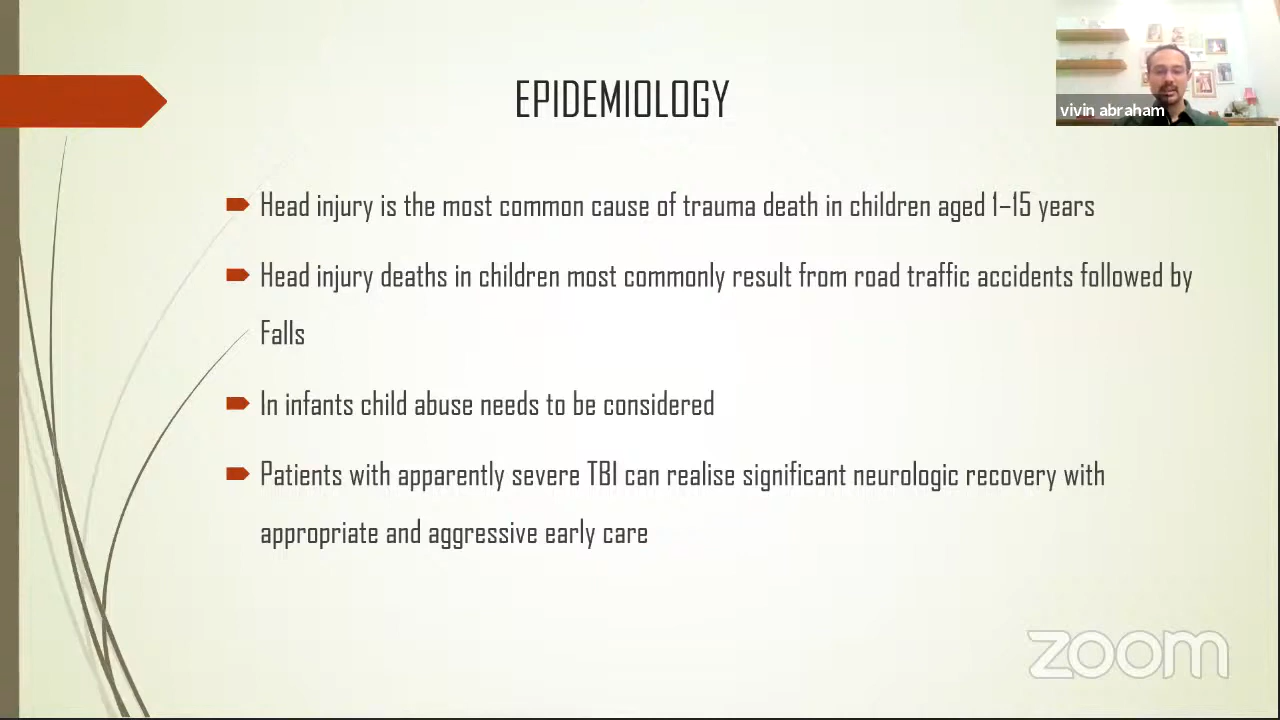 EPIDEMIOLOGY
vivin abraham
Head injury is the most common cause of trauma death in children aged 1–15 years
Head injury deaths in children most commonly result from road traffic accidents followed by
Falls
In infants child abuse needs to be considered
Patients with apparently severe TBI can realise significant neurologic recovery with
appropriate and aggressive early care
zoom